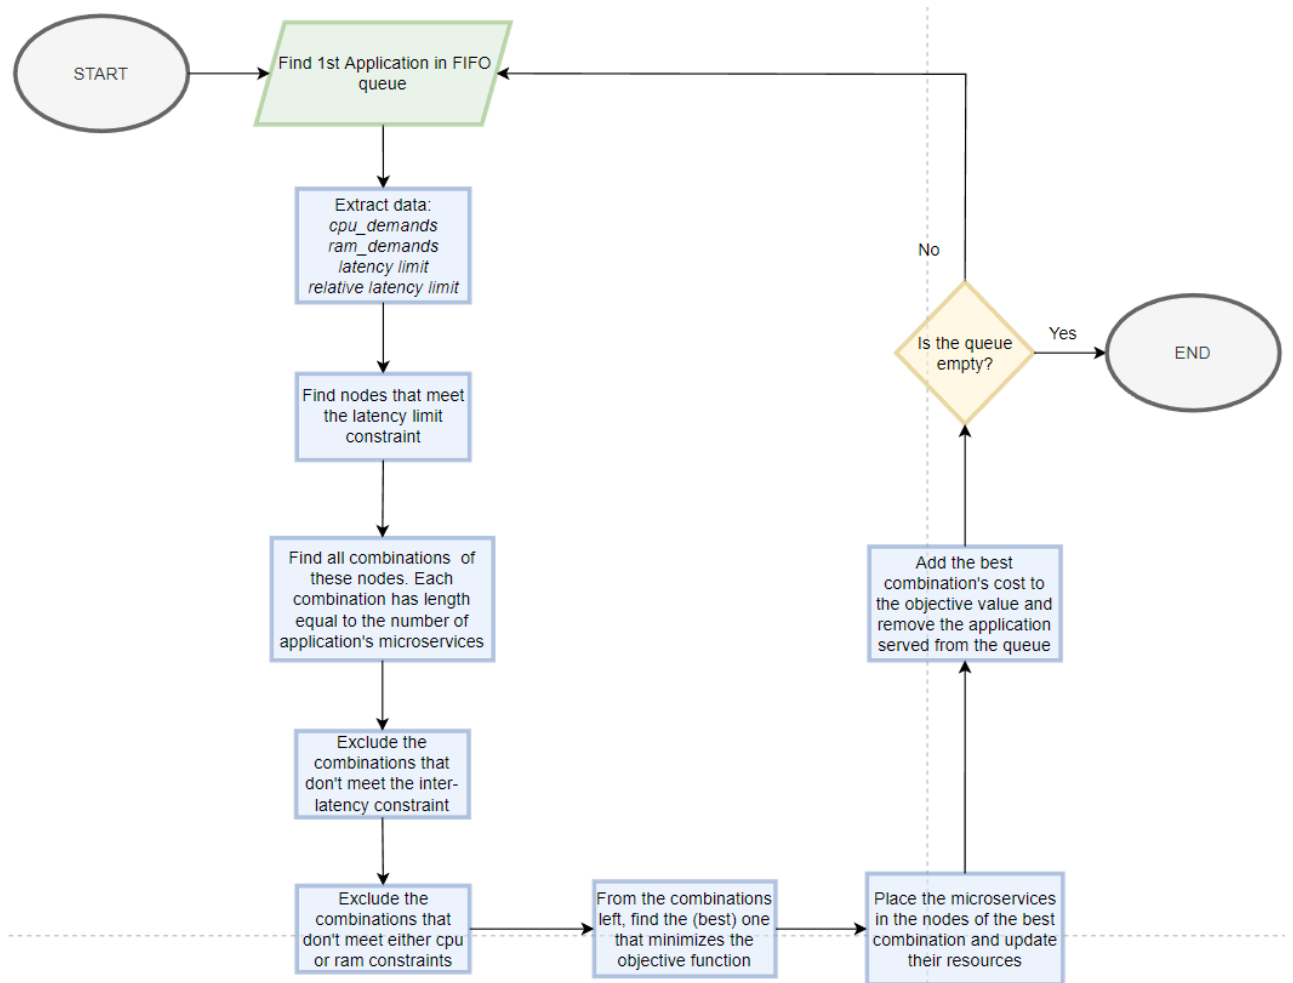 START
Find 1st Application in FIFO
queue
Extract data:
cpu_demands
ram_demands
latency limit
relative latency limit
Find nodes that meet
the latency limit
constraint
Find all combinations of
these nodes. Each
combination has length
equal to the number of
application's microservices
Exclude the
combinations that
don't meet the inter-
latency constraint
Exclude the
combinations that
don't meet either cpu
or ram constraints
From the combinations
left, find the (best) one
that minimizes the
objective function
Place the microservices
in the nodes of the best
combination and update
their resources
Add the best
combination's cost to
the objective value and
remove the application
served from the queue
Is the queue
empty?
No
Yes
END